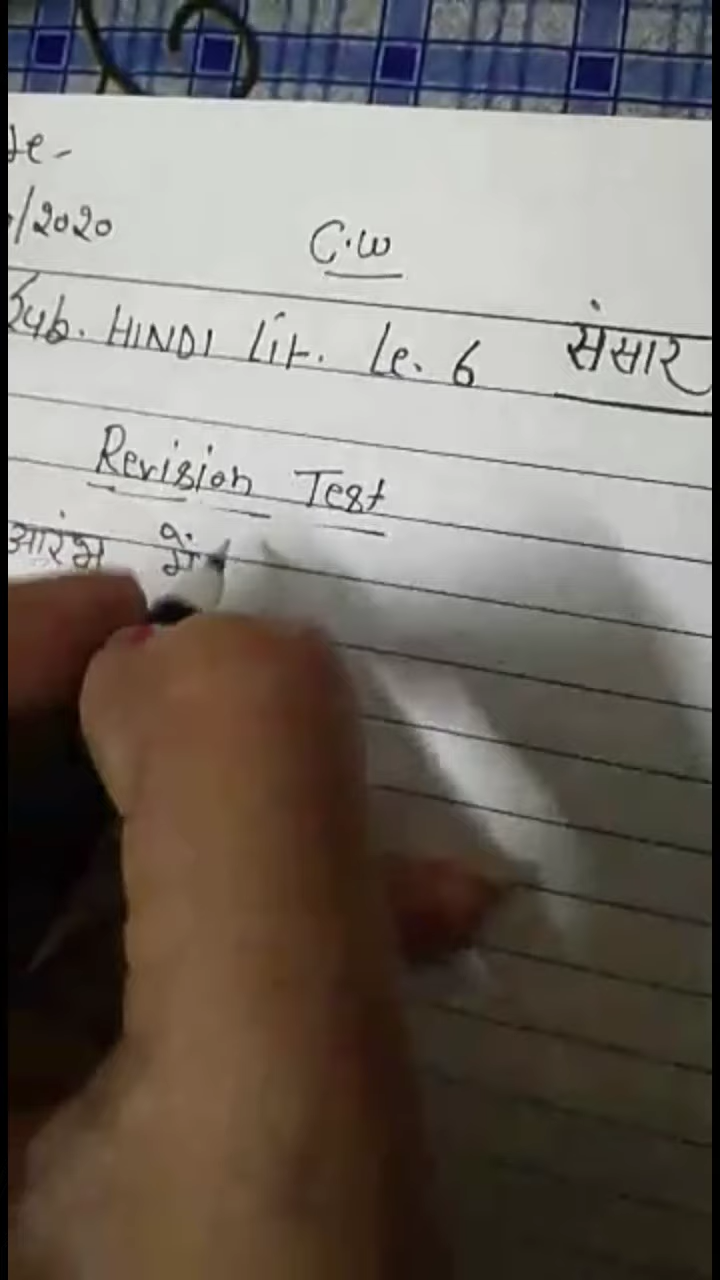 te-
/2020
C.W
Sub. HINDI Lit. Le. 6 संसार
Revision Test
आरंभ में